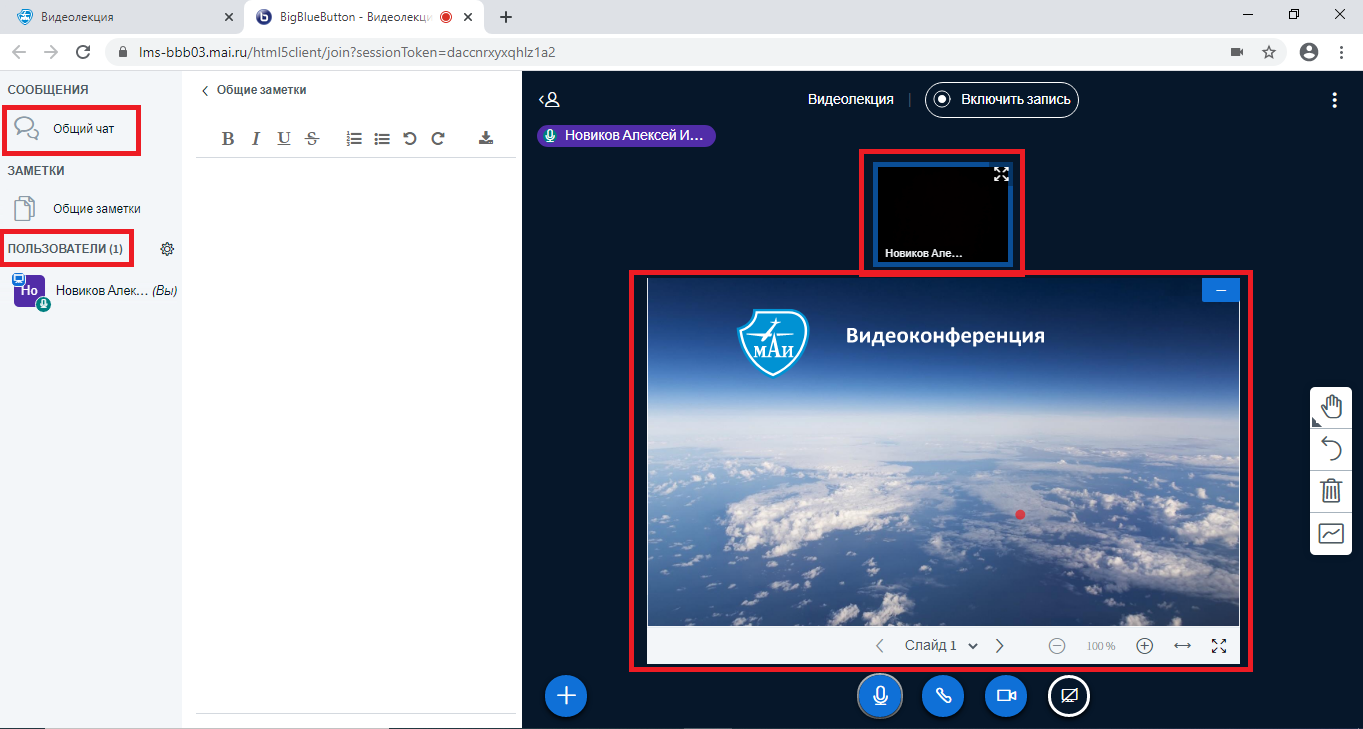 Видеолекция
BigBlueButton - Видеолекци
lms-bbb03.mai.ru/html5client/join?sessionToken=daccnrxyxqhlz1a2
СООБЩЕНИЯ
Общий чат
ЗАМЕТКИ
Общие заметки
ПОЛЬЗОВАТЕЛИ (1)
Но
Новиков Алек... (Вы)
Общие заметки
B I U S
Видеолекция
Включить запись
Новиков Алексей И...
Новиков Але...
МАИ
Видеоконференция
Слайд 1
100 %